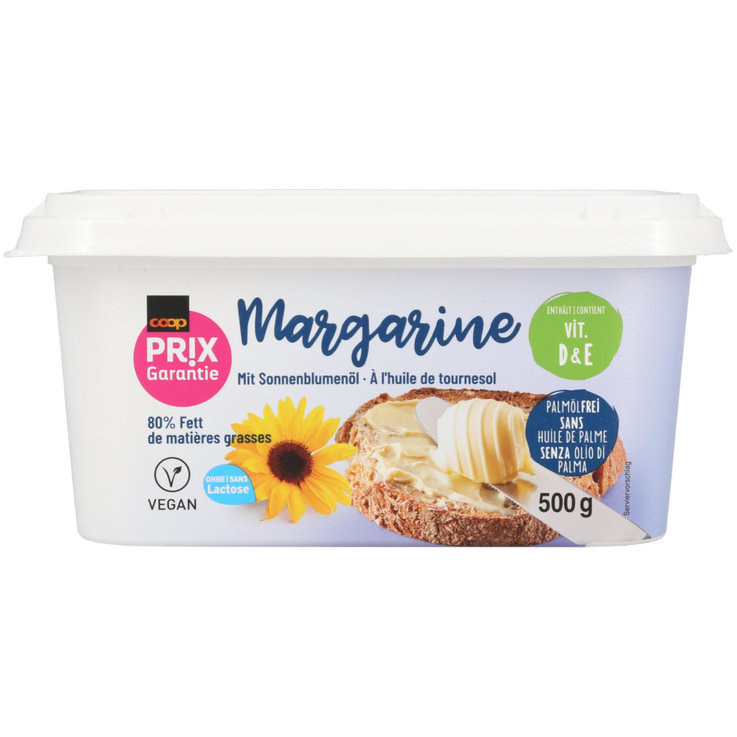 coop
PR!X
Garantie
Margarine
Mit Sonnenblumenöl · À l'huile de tournesol
ENTHÄLT | CONTIENT
VIT.
D & E
80% Fett
de matières grasses
PALMÖLFREI
SANS
HUILE DE PALME
SENZA OLIO DI
PALMA
VEGAN
OHNE | SANS
Lactose
500 g
Serviervorschlag